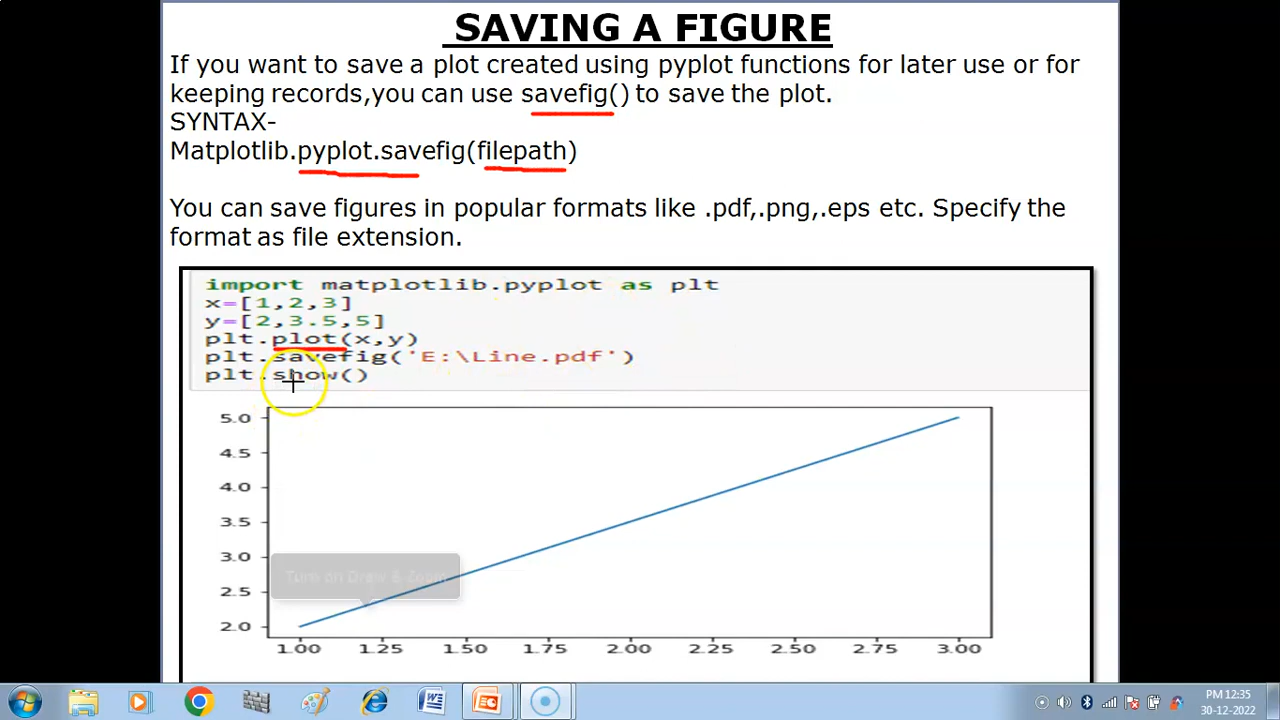 SAVING A FIGURE
If you want to save a plot created using pyplot functions for later use or for
keeping records,you can use savefig() to save the plot.
SYNTAX-
Matplotlib.pyplot.savefig(filepath)
You can save figures in popular formats like .pdf,.png,.eps etc. Specify the
format as file extension.
import matplotlib.pyplot as plt
x=[1,2,3]
y=[2,3.5,5]
plt.plot(x,y)
plt.savefig('E:\Line.pdf')
plt.show()
5.0
4.5
4.0
3.5
3.0
2.5
2.0
Turn on Draw & Zoom
1.00 1.25 1.50 1.75 2.00 2.25 2.50 2.75 3.00
PM 12:35
30-12-2022